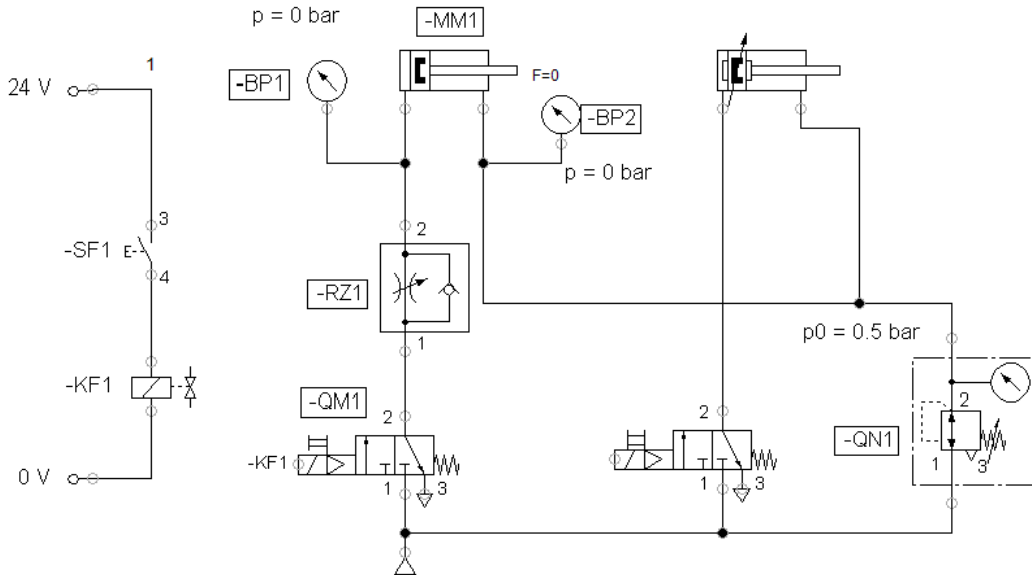 p = 0 bar
-MM1
1
24 V
-BP1
F=0
-BP2
p = 0 bar
3
-SF1
4
2
-RZ1
1
p0 = 0.5 bar
-KF1
-QM1
2
2
2
-QN1
1
3
-KF1
0 V
1
3
1
3